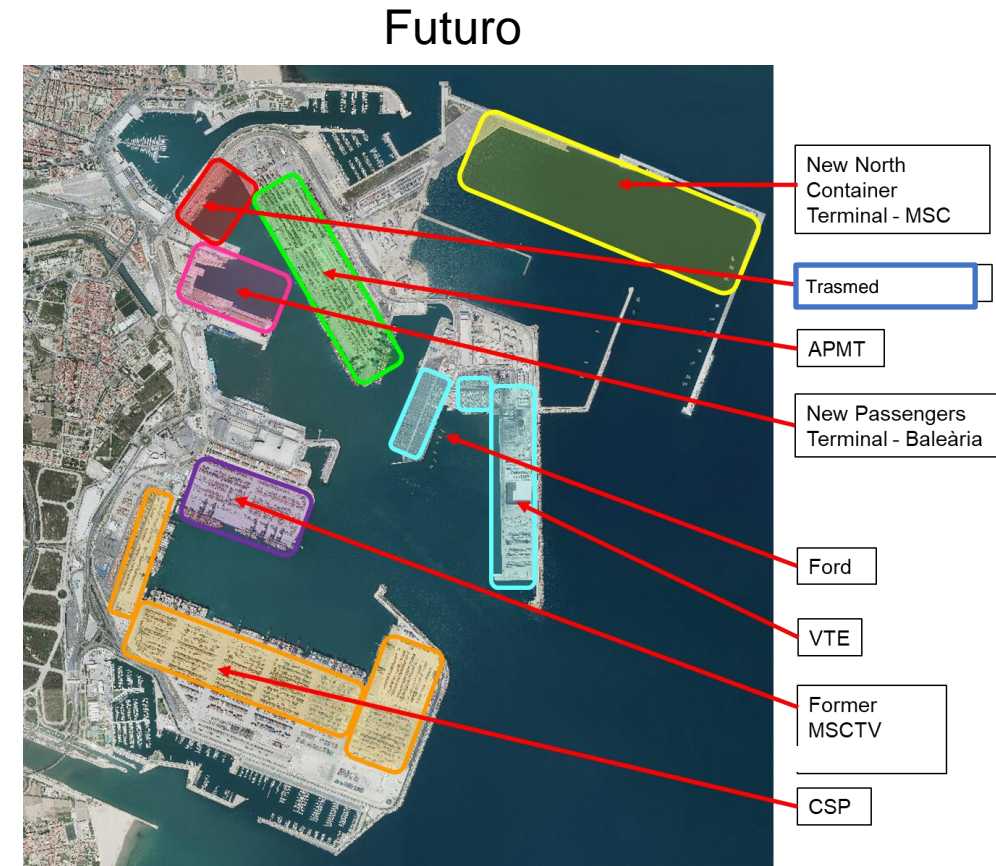 Futuro
New North
Container
Terminal - MSC
Trasmed
APMT
New Passengers
Terminal - Baleària
Ford
VTE
Former
MSCTV
CSP